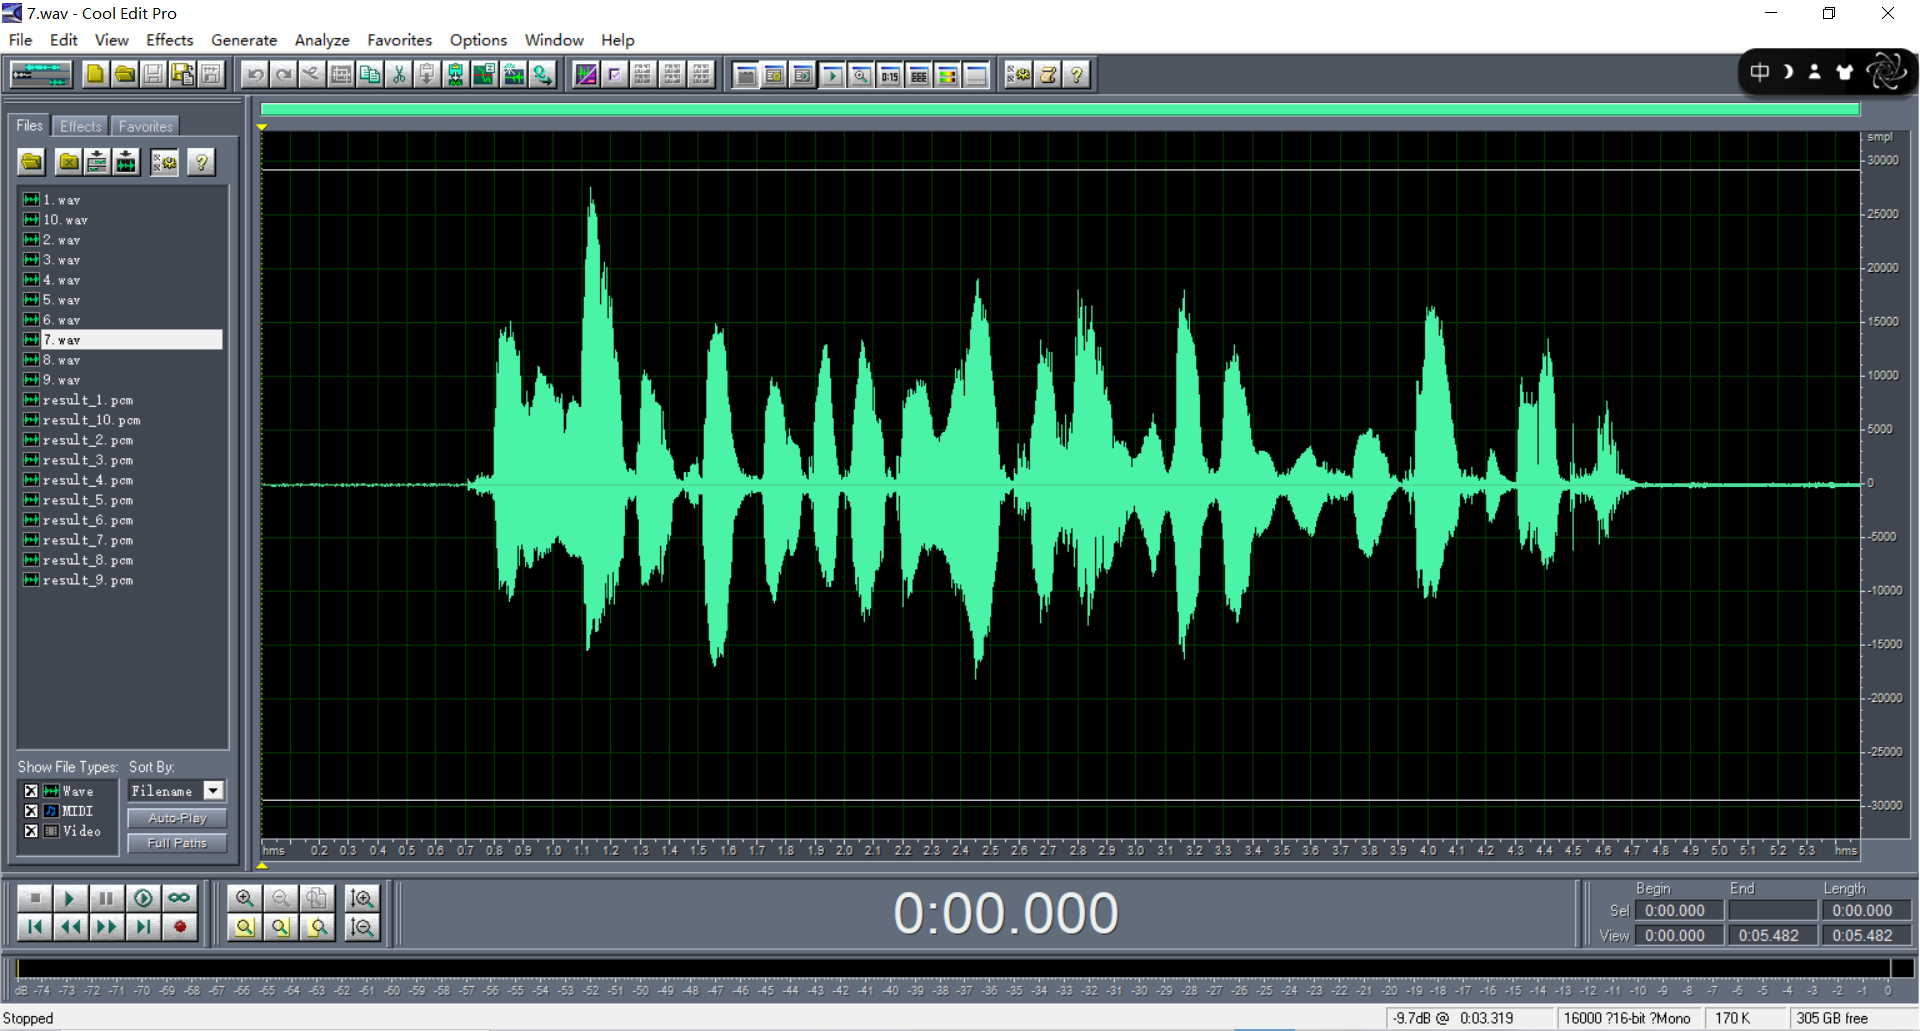 7.wav - Cool Edit Pro
File Edit View Effects Generate Analyze Favorites Options Window Help
0:15
中
Files Effects Favorites
1.wav
10.wav
2.wav
3.wav
4.wav
5.wav
6.wav
7.wav
8.wav
9.wav
result_1.pcm
result_10.pcm
result_2.pcm
result_3.pcm
result_4.pcm
result_5.pcm
result_6.pcm
result_7.pcm
result_8.pcm
result_9.pcm
Show File Types: Sort By:
Wave Filename
MIDI Auto-Play
Video Full Paths
smpl
30000
25000
20000
15000
10000
5000
0
-5000
-10000
-15000
-20000
-25000
-30000
hms 0.2 0.3 0.4 0.5 0.6 0.7 0.8 0.9 1.0 1.1 1.2 1.3 1.4 1.5 1.6 1.7 1.8 1.9 2.0 2.1 2.2 2.3 2.4 2.5 2.6 2.7 2.8 2.9 3.0 3.1 3.2 3.3 3.4 3.5 3.6 3.7 3.8 3.9 4.0 4.1 4.2 4.3 4.4 4.5 4.6 4.7 4.8 4.9 5.0 5.1 5.2 5.3 hms
0:00.000
Begin End Length
Sel 0:00.000 0:00.000
View 0:00.000 0:05.482 0:05.482
dB -74 -73 -72 -71 -70 -69 -68 -67 -66 -65 -64 -63 -62 -61 -60 -59 -58 -57 -56 -55 -54 -53 -52 -51 -50 -49 -48 -47 -46 -45 -44 -43 -42 -41 -40 -39 -38 -37 -36 -35 -34 -33 -32 -31 -30 -29 -28 -27 -26 -25 -24 -23 -22 -21 -20 -19 -18 -17 -16 -15 -14 -13 -12 -11 -10 -9 -8 -7 -6 -5 -4 -3 -2 -1 0
Stopped -9.7dB @ 0:03.319 16000 ?16-bit ?Mono 170 K 305 GB free